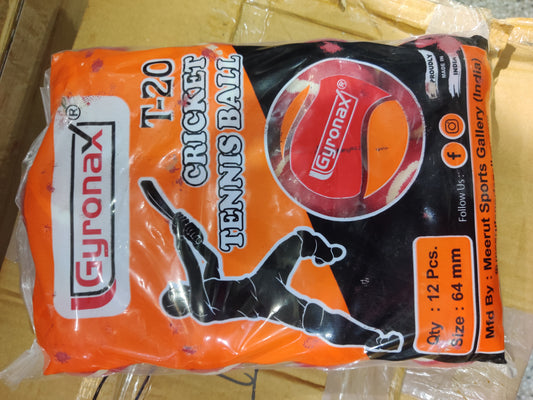 Gyronax®
T-20
CRICKET
TENNIS BALL
Gyronax®
PROUDLY
MADE IN
INDIA
Follow Us :
Qty : 12 Pcs.
Size : 64 mm
Mfd By : Meerut Sports Gallery (India)